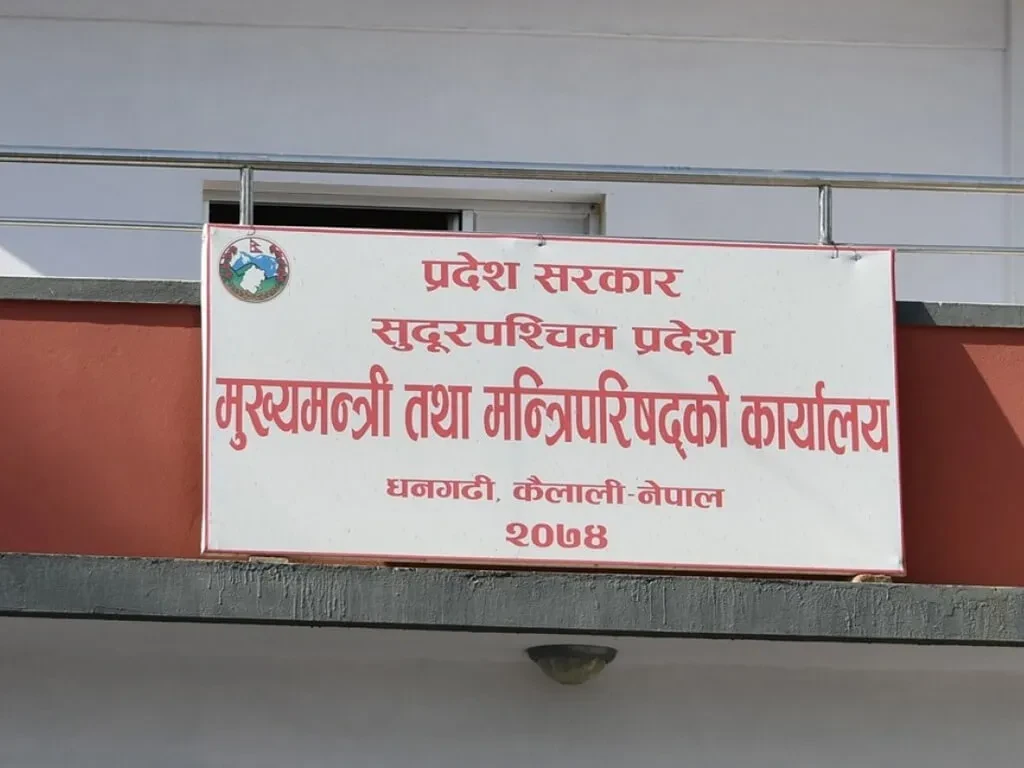 प्रदेश सरकार
सुदूरपश्चिम प्रदेश
मुख्यमन्त्री तथा मन्त्रिपरिषद्को कार्यालय
धनगढी, कैलाली-नेपाल
२०७४